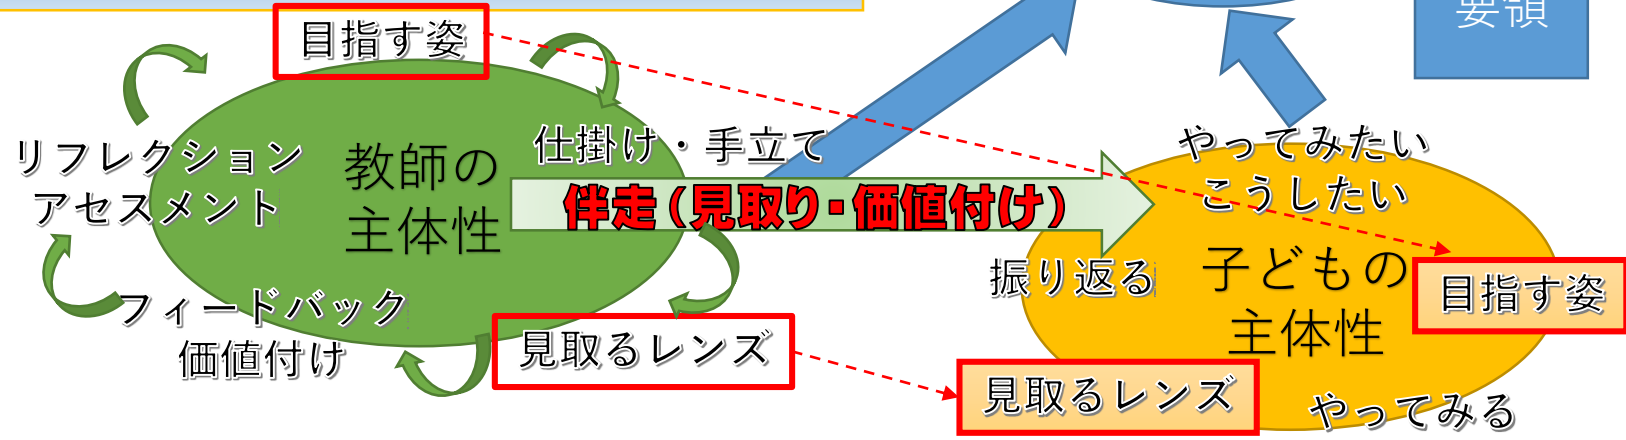 要領
目指す姿
仕掛け・手立て
リフレクション
アセスメント
教師の
主体性
伴走(見取り・価値付け)
やってみたい
こうしたい
振り返る
子どもの
主体性
目指す姿
フィードバック
価値付け
見取るレンズ
見取るレンズ
やってみる